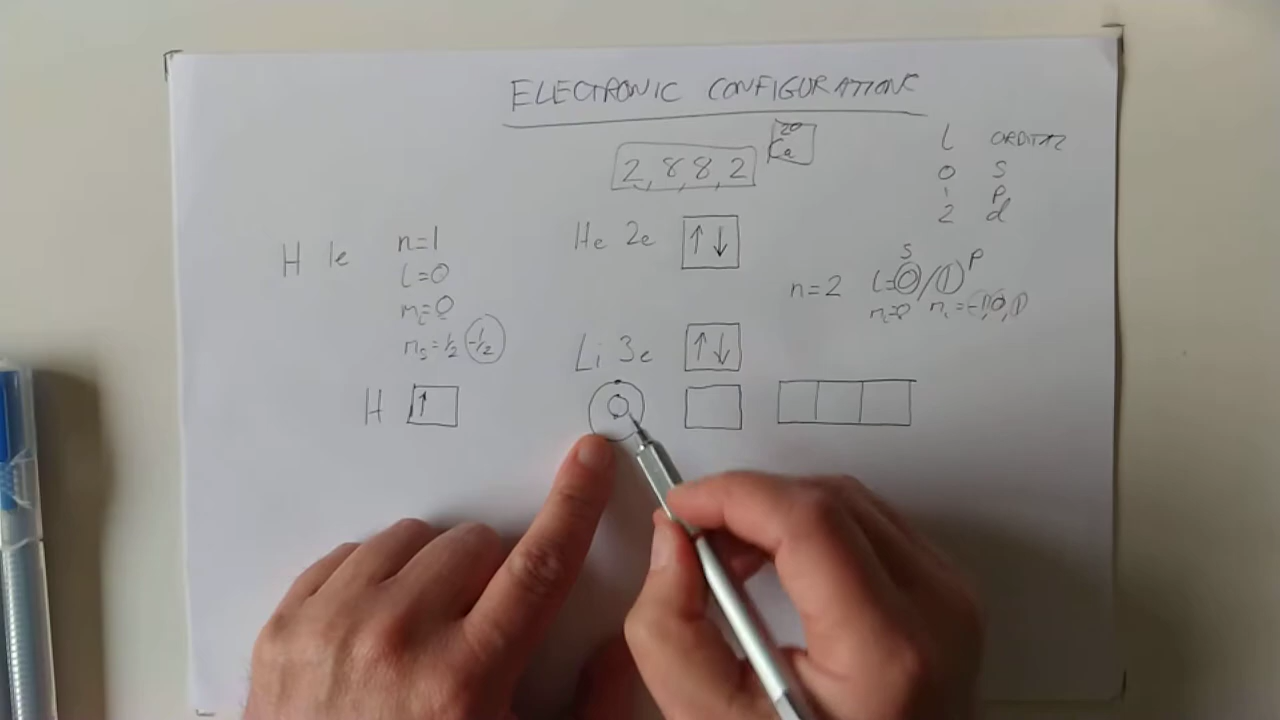 ELECTRONIC CONFIGURATIONS
2,8,8,2
20
Ca
l ORBITAL
0 S
1 P
2 d
H 1e
n=1
l=0
mL=0
ms=½ -½
H ↑
He 2e ↑↓
Li 3e ↑↓
S P
n=2 l=0/1
mL=0 mL=-1,0,1